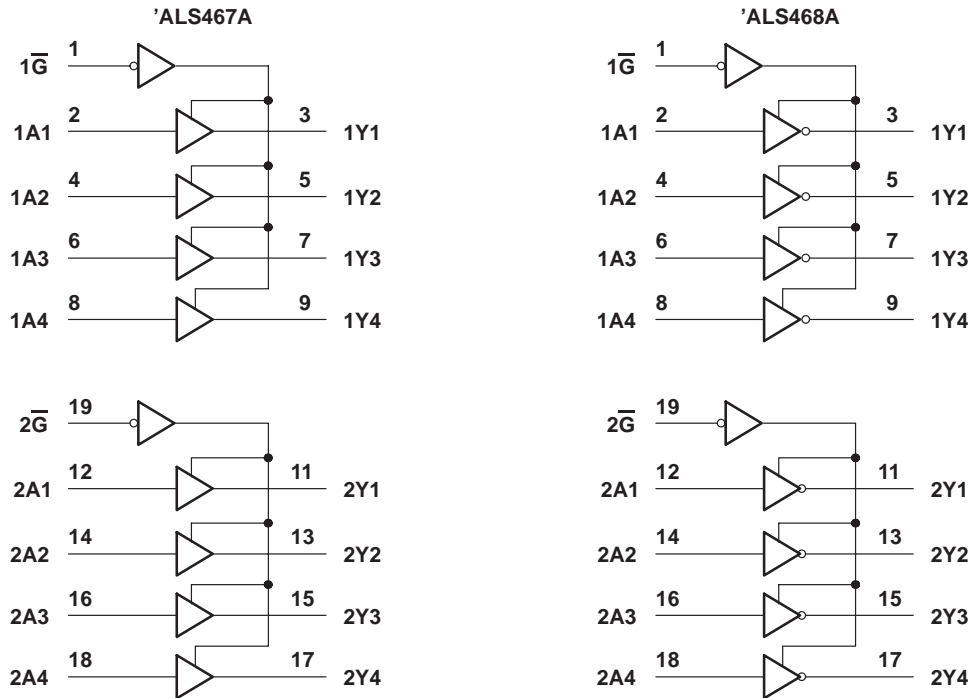 'ALS467A
1G̅ 1
1A1 2 3 1Y1
1A2 4 5 1Y2
1A3 6 7 1Y3
1A4 8 9 1Y4
2G̅ 19
2A1 12 11 2Y1
2A2 14 13 2Y2
2A3 16 15 2Y3
2A4 18 17 2Y4
'ALS468A
1G̅ 1
1A1 2 3 1Y1
1A2 4 5 1Y2
1A3 6 7 1Y3
1A4 8 9 1Y4
2G̅ 19
2A1 12 11 2Y1
2A2 14 13 2Y2
2A3 16 15 2Y3
2A4 18 17 2Y4